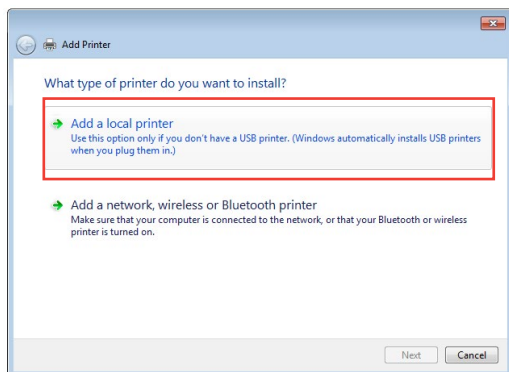 Add Printer
What type of printer do you want to install?
Add a local printer
Use this option only if you don't have a USB printer. (Windows automatically installs USB printers
when you plug them in.)
Add a network, wireless or Bluetooth printer
Make sure that your computer is connected to the network, or that your Bluetooth or wireless
printer is turned on.
Next Cancel